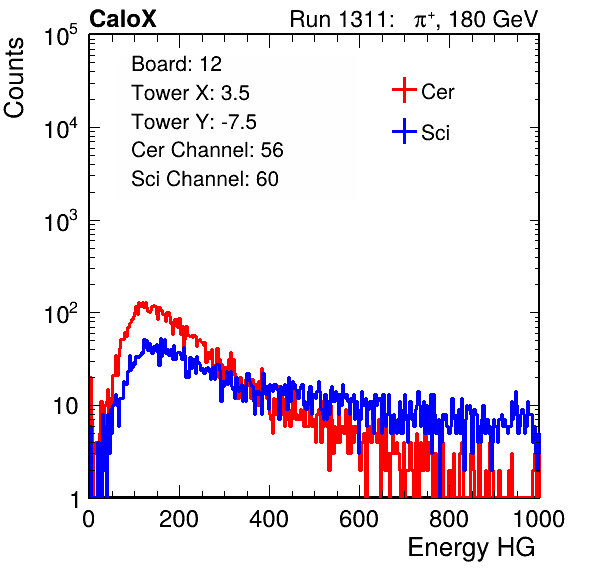 CaloX Run 1311: π⁺, 180 GeV
Board: 12
Tower X: 3.5
Tower Y: -7.5
Cer Channel: 56
Sci Channel: 60
Cer
Sci
Counts
10⁵
10⁴
10³
10²
10
1
0 200 400 600 800 1000
Energy HG